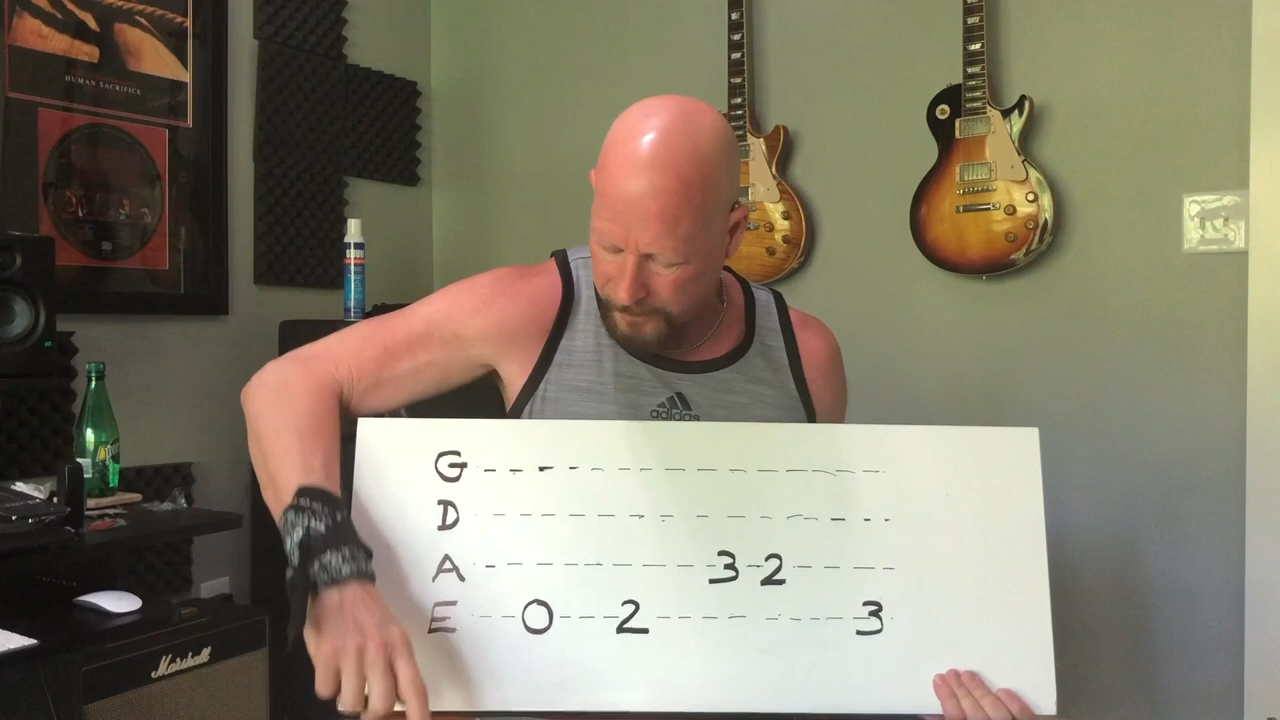 HUMAN SACRIFICE
adidas
G
D
A 3 2
E 0 2 3
Marshall